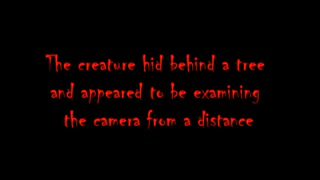 The creature hid behind a tree
and appeared to be examining
the camera from a distance